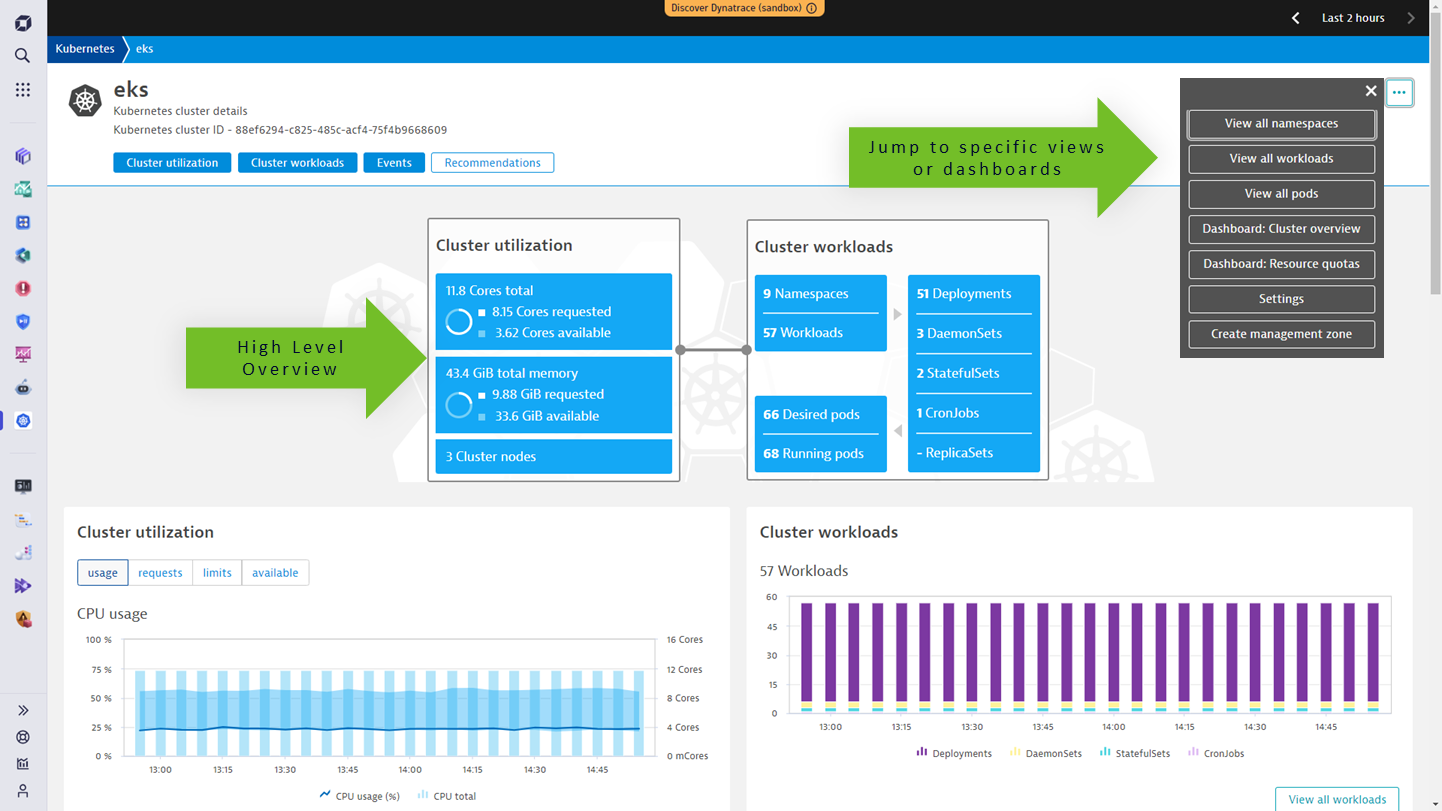 Discover Dynatrace (sandbox)
Last 2 hours
Kubernetes
eks
eks
Kubernetes cluster details
Kubernetes cluster ID - 88ef6294-c825-485c-acf4-75f4b9668609
Cluster utilization
Cluster workloads
Events
Recommendations
Jump to specific views
or dashboards
View all namespaces
View all workloads
View all pods
Dashboard: Cluster overview
Dashboard: Resource quotas
Settings
Create management zone
High Level
Overview
Cluster utilization
11.8 Cores total
8.15 Cores requested
3.62 Cores available
43.4 GiB total memory
9.88 GiB requested
33.6 GiB available
3 Cluster nodes
Cluster workloads
9 Namespaces
57 Workloads
66 Desired pods
68 Running pods
51 Deployments
3 DaemonSets
2 StatefulSets
1 CronJobs
- ReplicaSets
Cluster utilization
usage
requests
limits
available
CPU usage
100 %
75 %
50 %
25 %
0 %
16 Cores
12 Cores
8 Cores
4 Cores
0 mCores
13:00 13:15 13:30 13:45 14:00 14:15 14:30 14:45
CPU usage (%) CPU total
Cluster workloads
57 Workloads
60
45
30
15
0
13:00 13:15 13:30 13:45 14:00 14:15 14:30 14:45
Deployments DaemonSets StatefulSets CronJobs
View all workloads